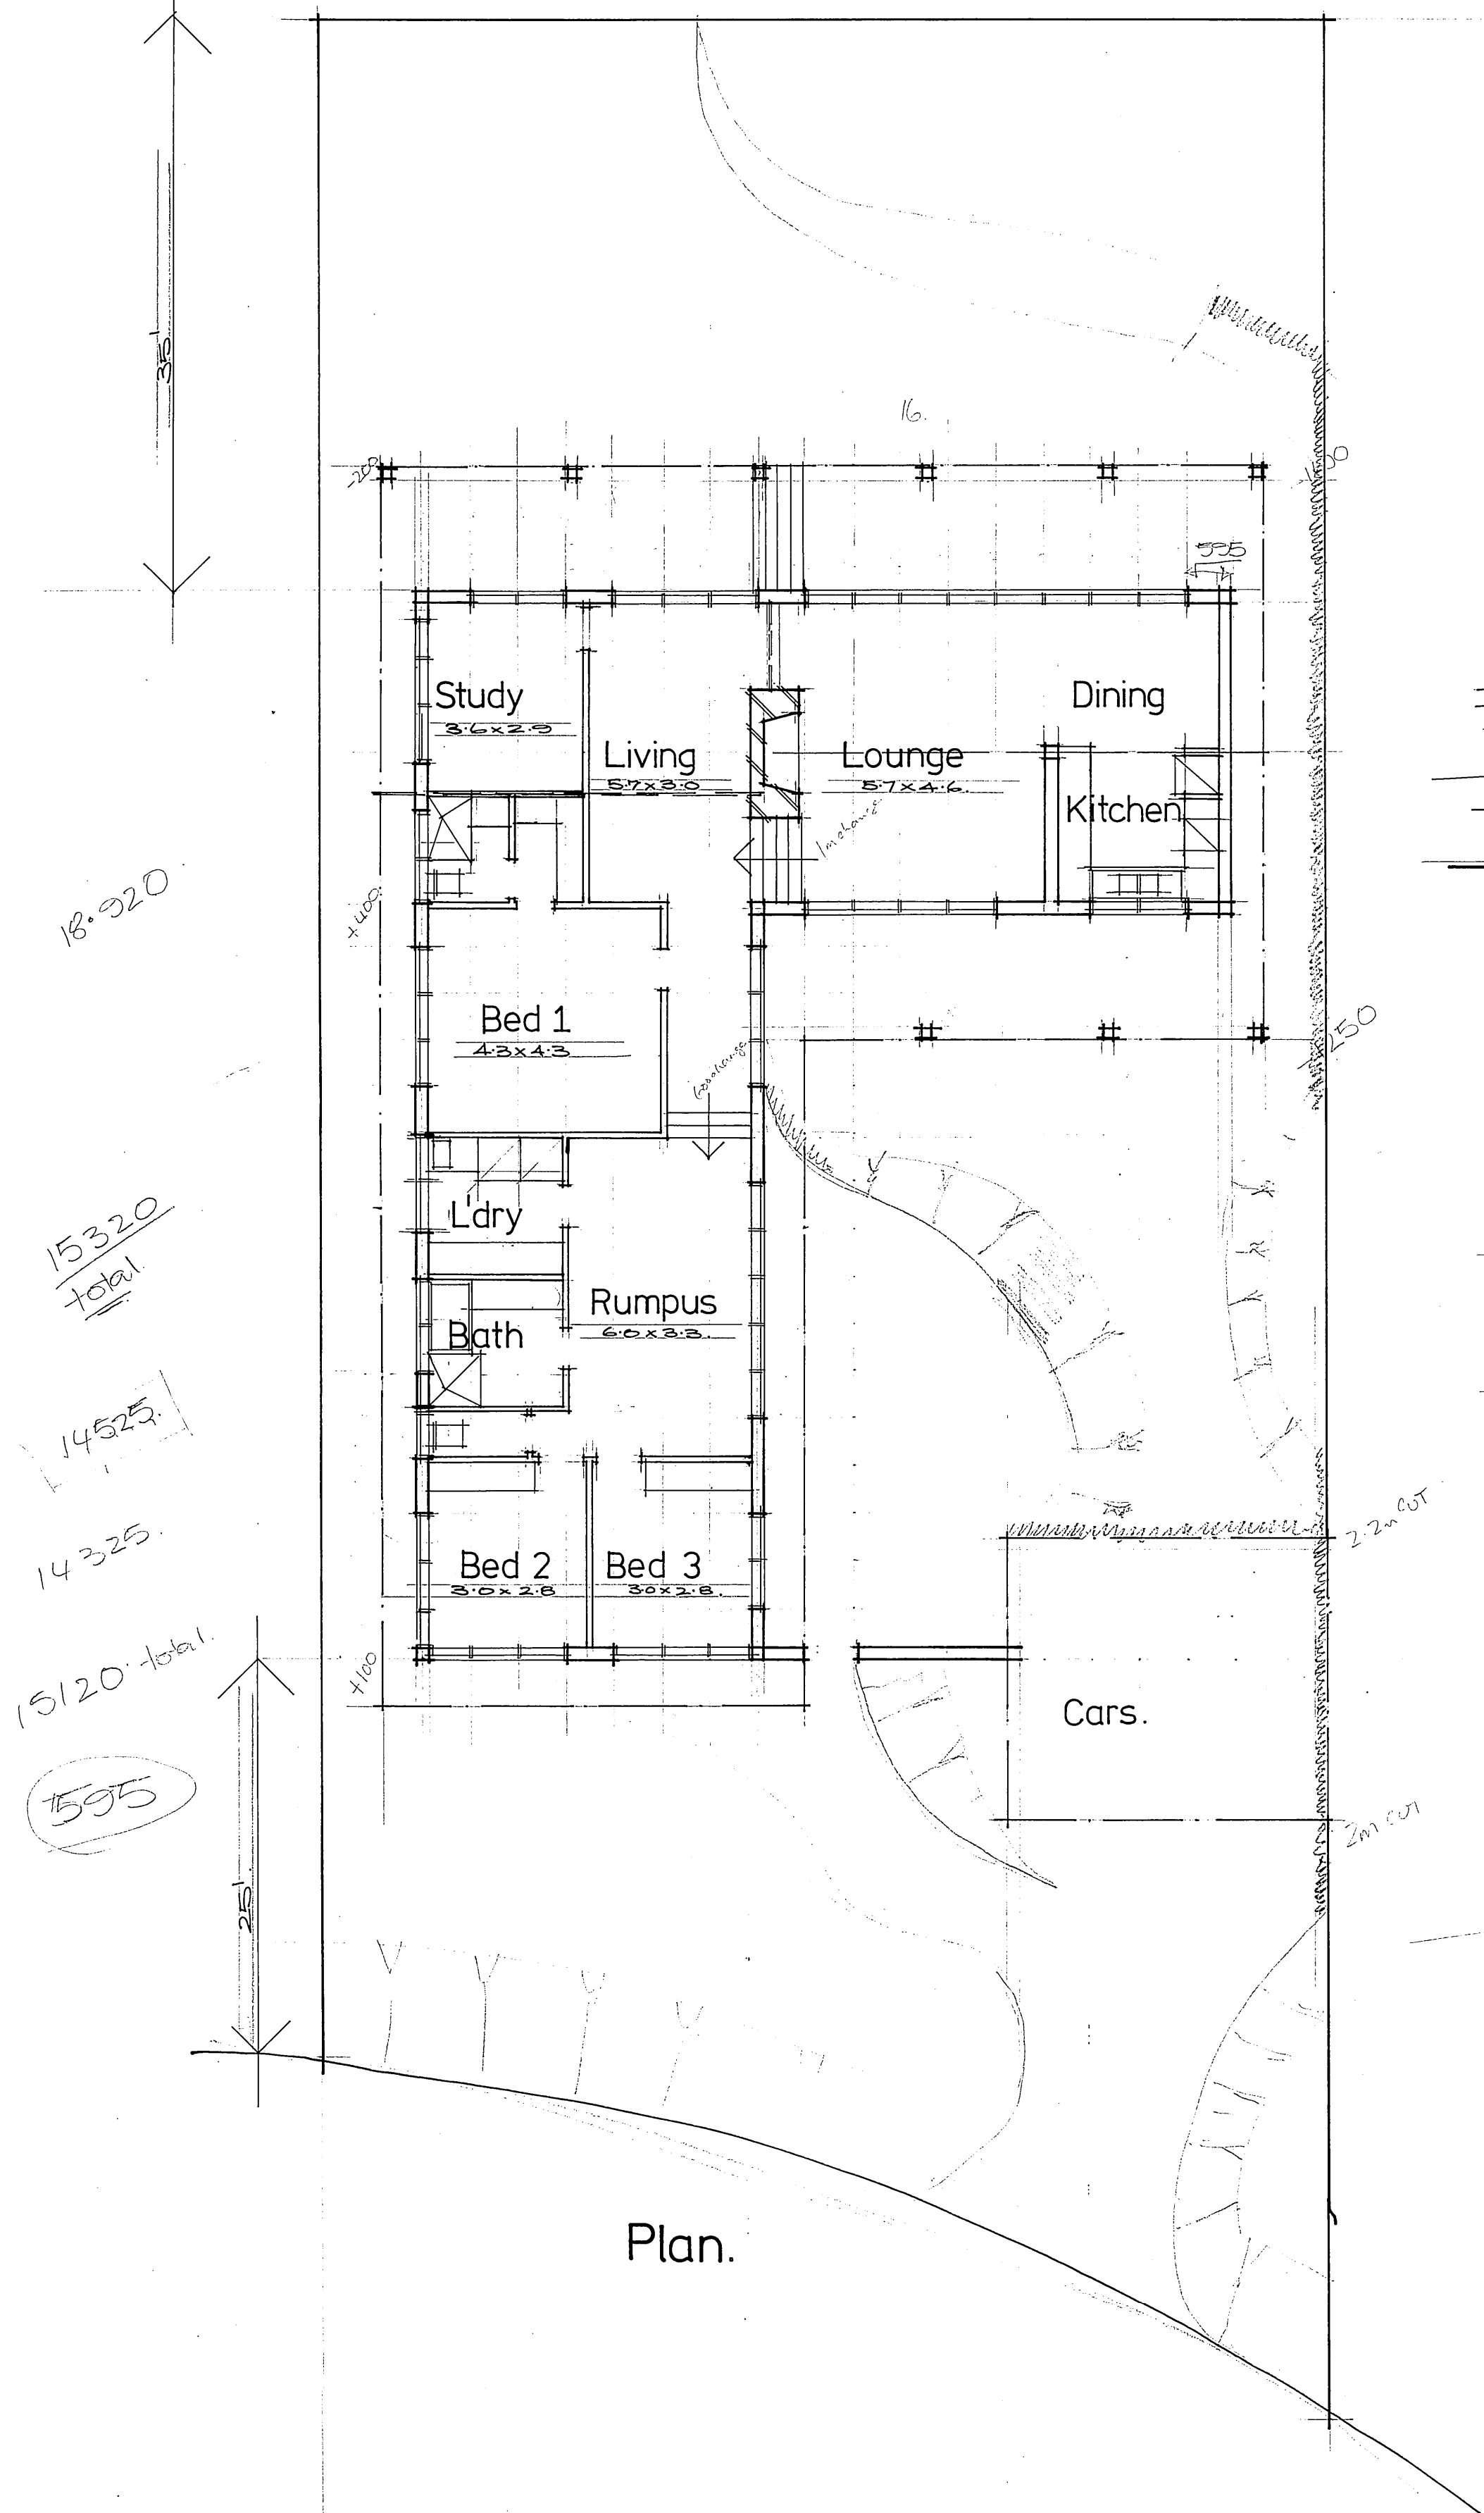 35'
16.
-200
595
Study
3·6x2·9
Dining
Living
5·7x3·0
Lounge
5·7x4·6.
Kitchen
1m change
18·920
+400
Bed 1
4·3x4·3
600change
250
15320
total
L'dry
Rumpus
6·0x3·3.
Bath
14525.
14325.
2.2m CUT
Bed 2
3·0x2·8
Bed 3
3·0x2·8.
15120 total.
+100
Cars.
595
2m CUT
25'
Plan.